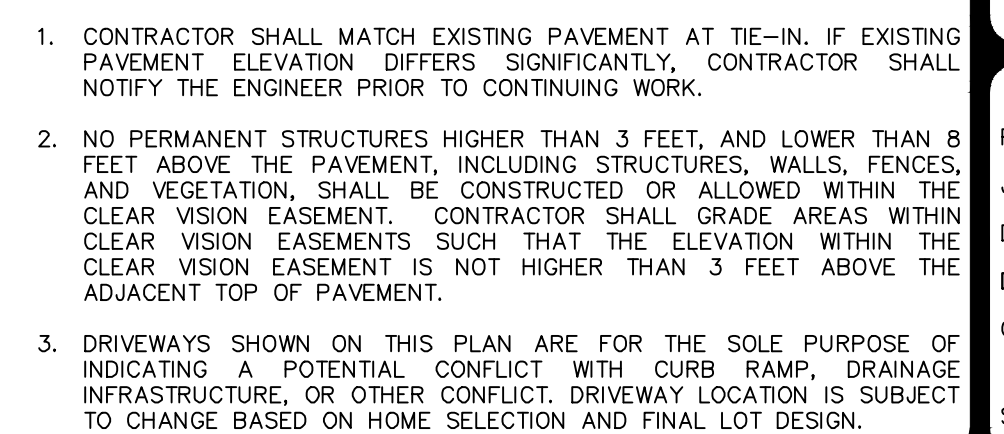 1. CONTRACTOR SHALL MATCH EXISTING PAVEMENT AT TIE-IN. IF EXISTING
PAVEMENT ELEVATION DIFFERS SIGNIFICANTLY, CONTRACTOR SHALL
NOTIFY THE ENGINEER PRIOR TO CONTINUING WORK.
2. NO PERMANENT STRUCTURES HIGHER THAN 3 FEET, AND LOWER THAN 8
FEET ABOVE THE PAVEMENT, INCLUDING STRUCTURES, WALLS, FENCES,
AND VEGETATION, SHALL BE CONSTRUCTED OR ALLOWED WITHIN THE
CLEAR VISION EASEMENT. CONTRACTOR SHALL GRADE AREAS WITHIN
CLEAR VISION EASEMENTS SUCH THAT THE ELEVATION WITHIN THE
CLEAR VISION EASEMENT IS NOT HIGHER THAN 3 FEET ABOVE THE
ADJACENT TOP OF PAVEMENT.
3. DRIVEWAYS SHOWN ON THIS PLAN ARE FOR THE SOLE PURPOSE OF
INDICATING A POTENTIAL CONFLICT WITH CURB RAMP, DRAINAGE
INFRASTRUCTURE, OR OTHER CONFLICT. DRIVEWAY LOCATION IS SUBJECT
TO CHANGE BASED ON HOME SELECTION AND FINAL LOT DESIGN.